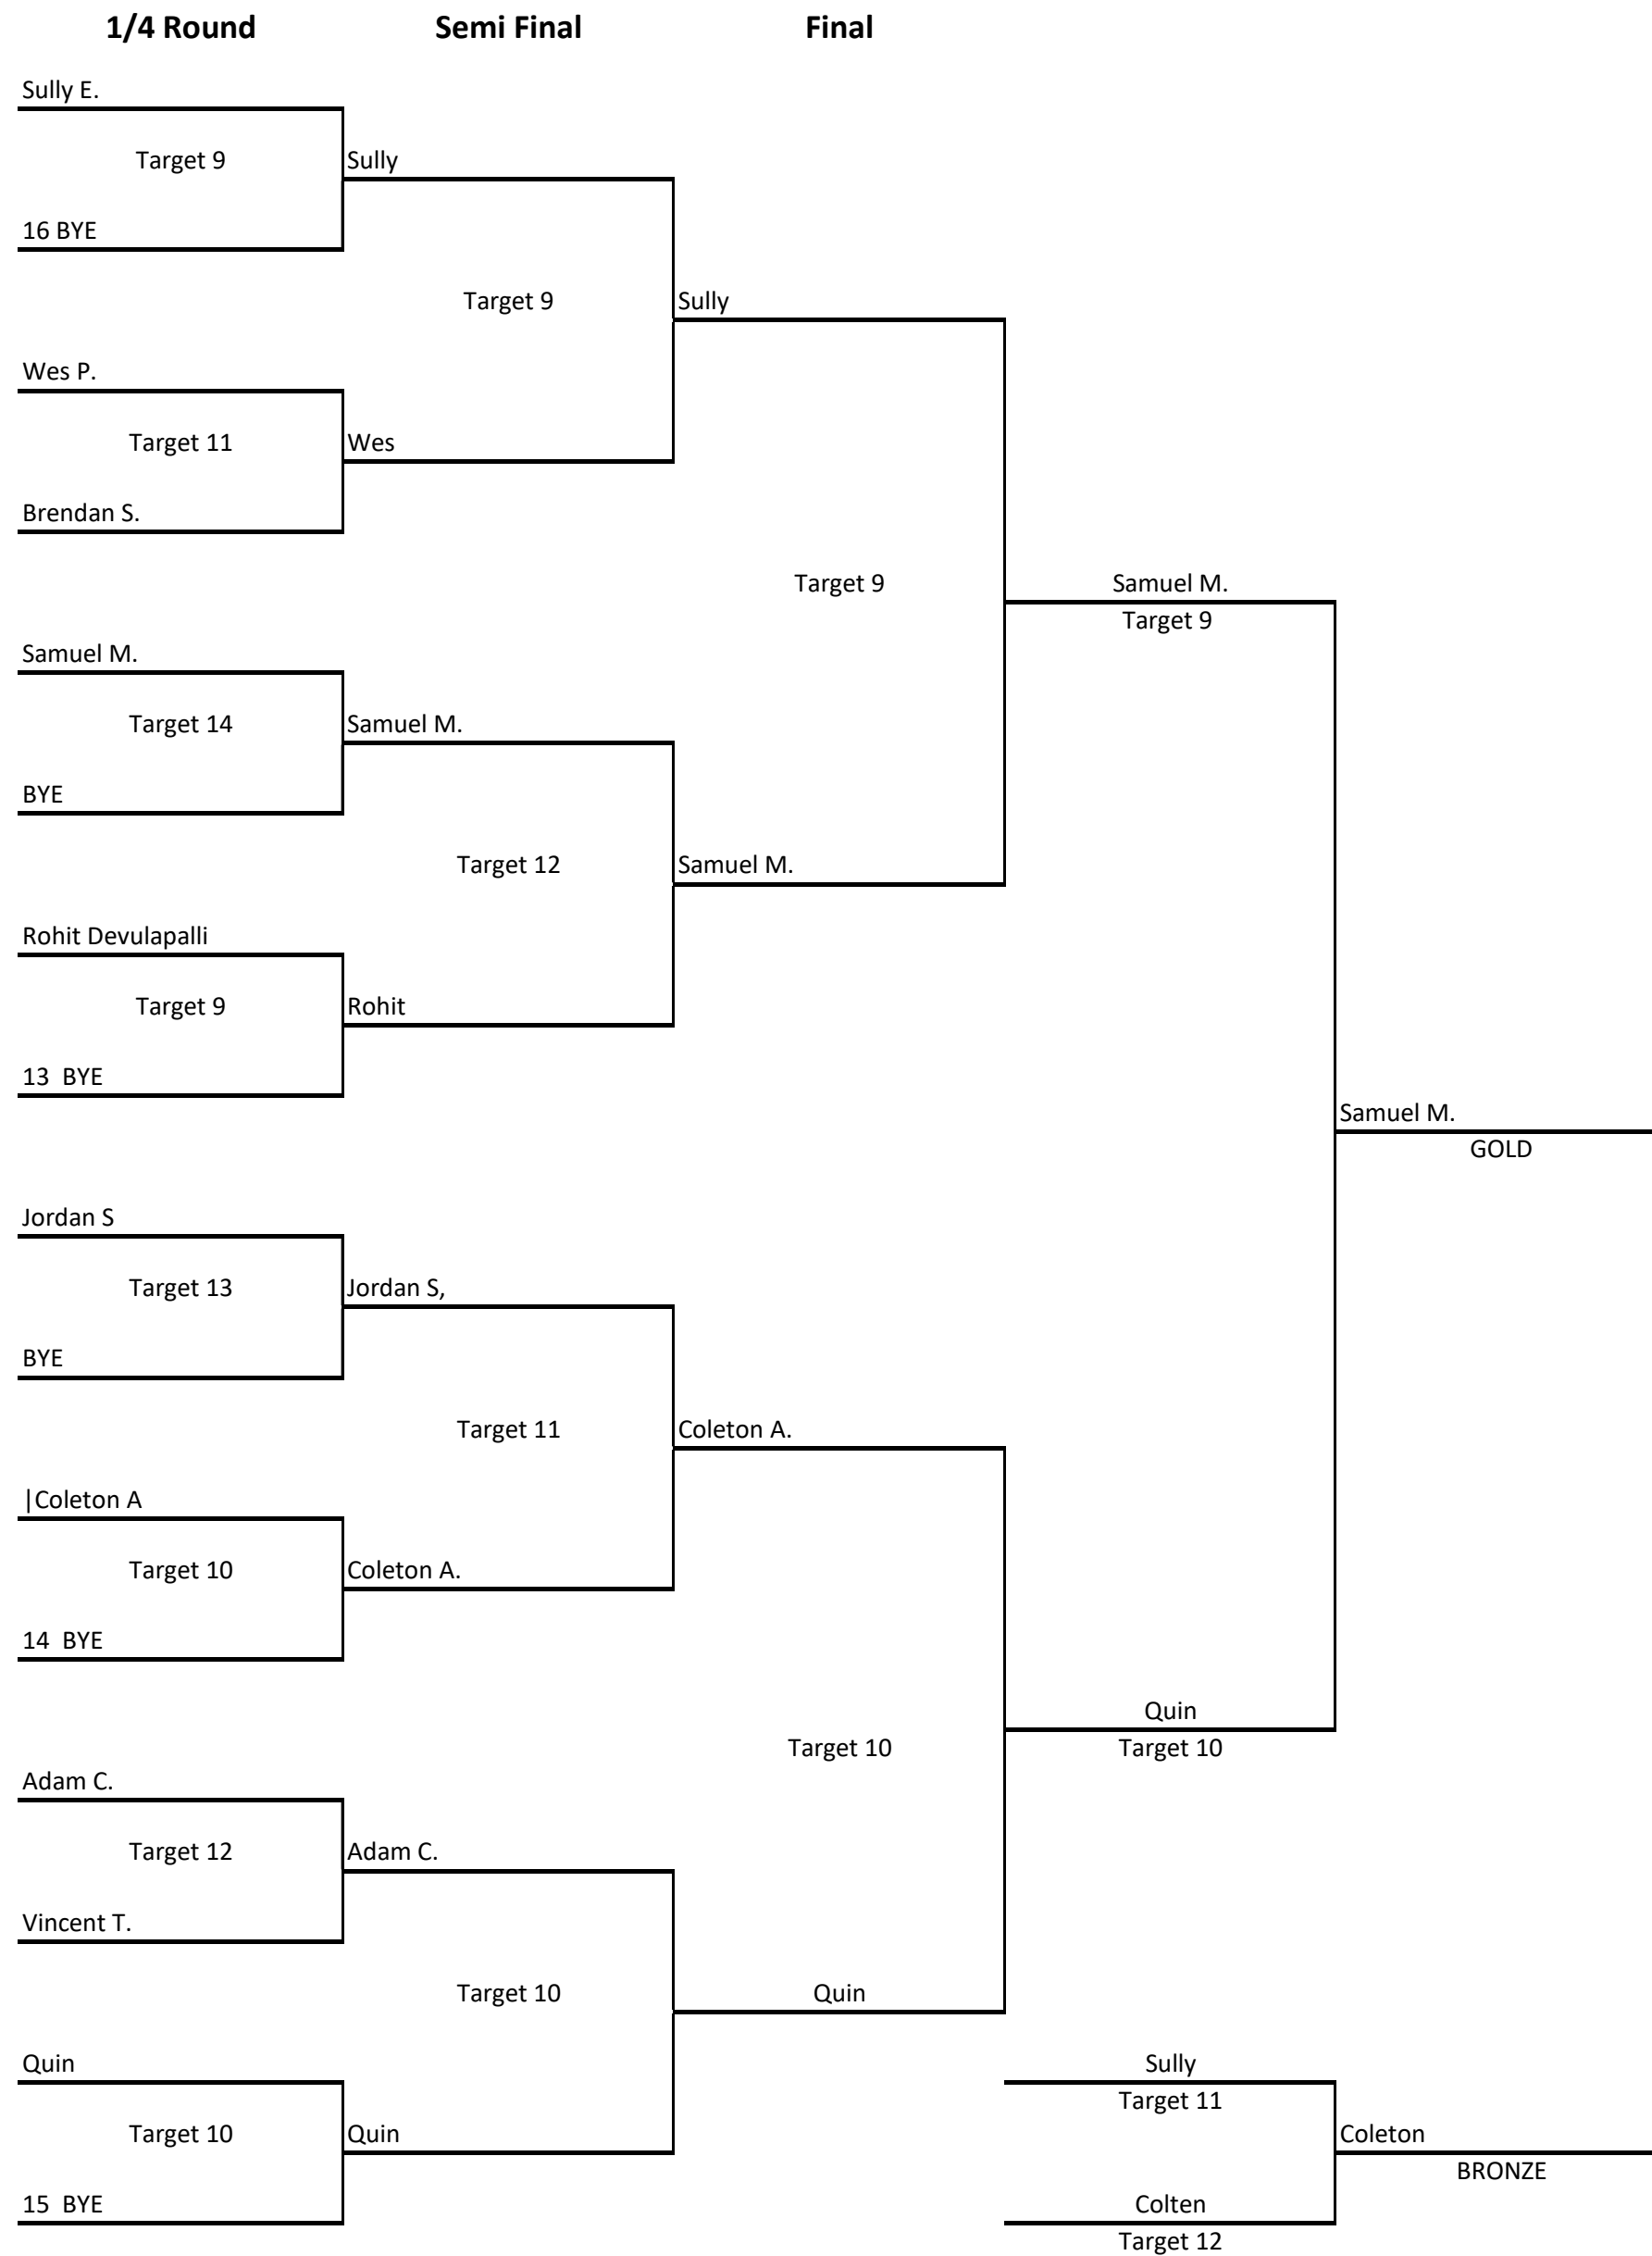 1/4 Round Semi Final Final
Sully E.
Target 9 Sully
16 BYE
Target 9 Sully
Wes P.
Target 11 Wes
Brendan S.
Target 9 Samuel M.
Target 9
Samuel M.
Target 14 Samuel M.
BYE
Target 12 Samuel M.
Rohit Devulapalli
Target 9 Rohit
13 BYE
Samuel M.
GOLD
Jordan S
Target 13 Jordan S,
BYE
Target 11 Coleton A.
|Coleton A
Target 10 Coleton A.
14 BYE
Quin
Target 10 Target 10
Adam C.
Target 12 Adam C.
Vincent T.
Target 10 Quin
Quin Sully
Target 11
Target 10 Quin Coleton
BRONZE
15 BYE Colten
Target 12